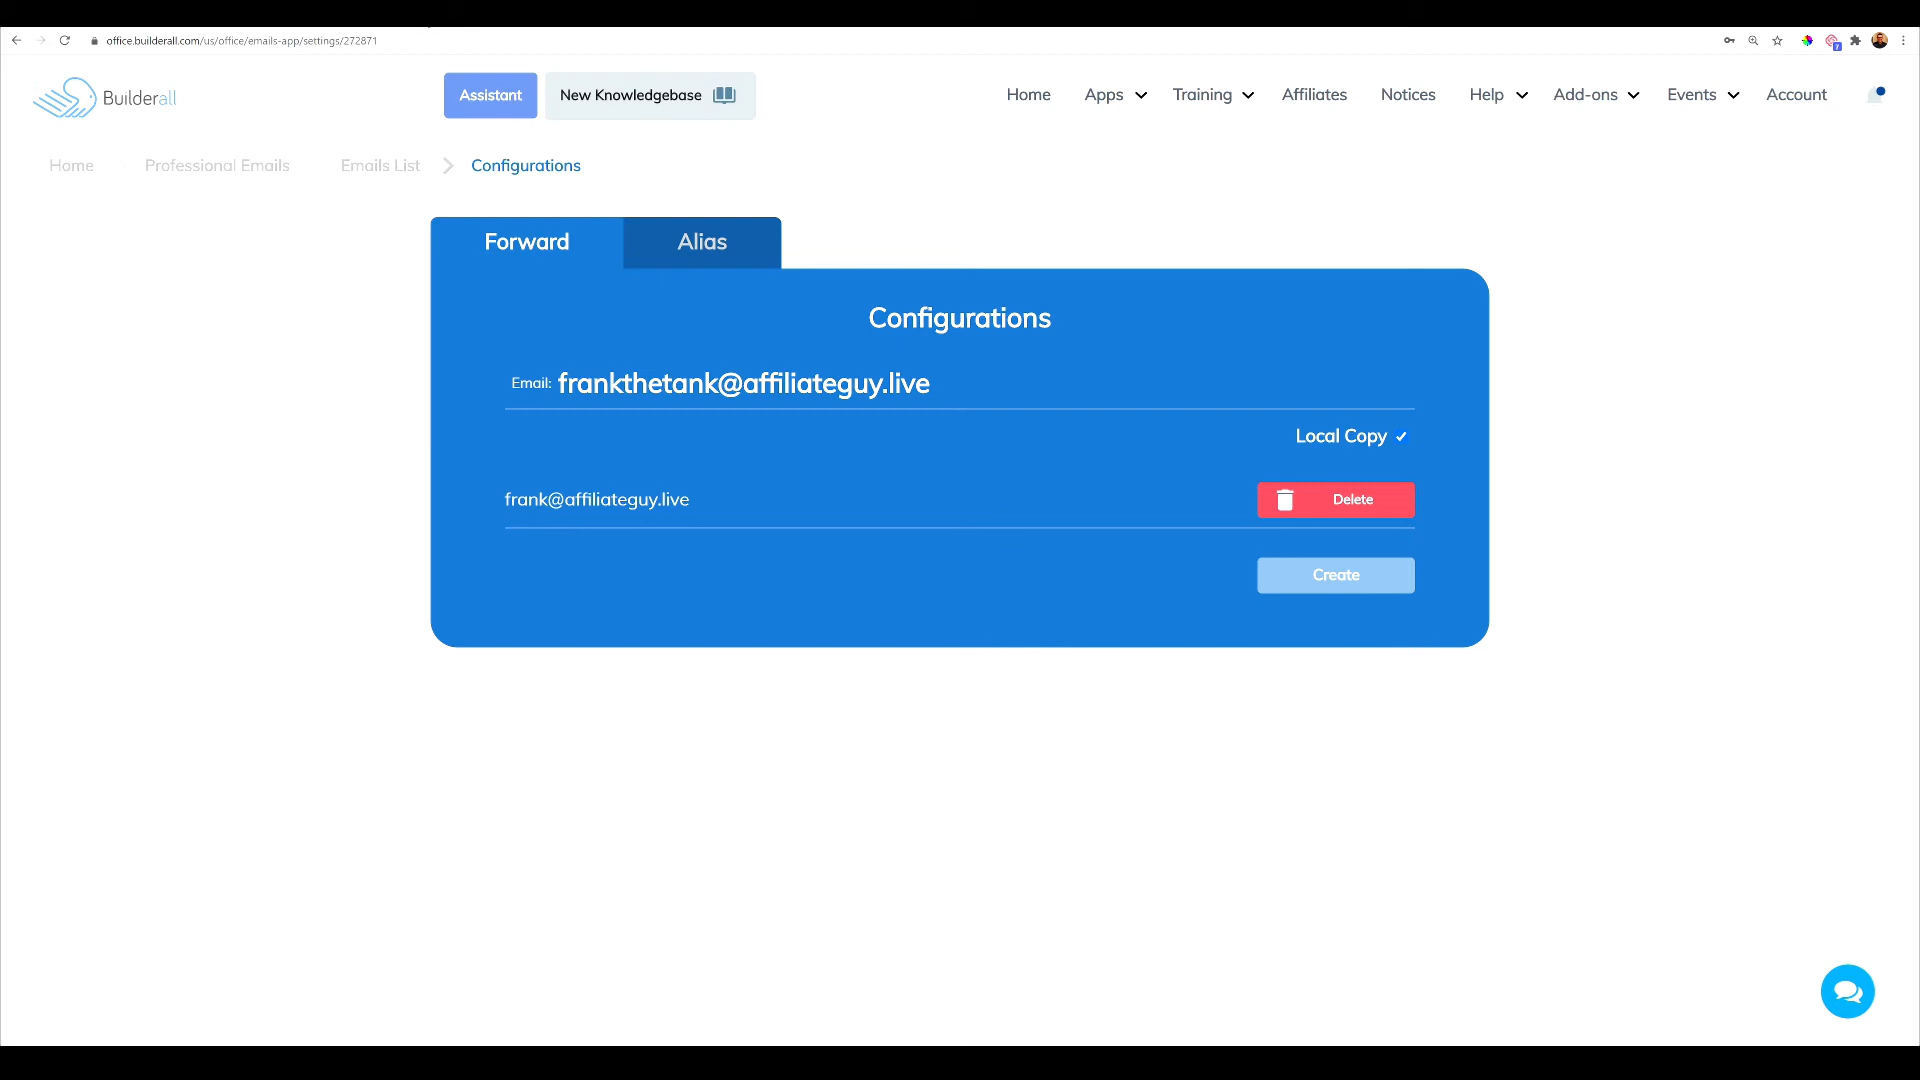 office.builderall.com/us/office/emails-app/settings/272871
7
Builderall
Assistant
New Knowledgebase
Home
Apps
Training
Affiliates
Notices
Help
Add-ons
Events
Account
Home
Professional Emails
Emails List
Configurations
Forward
Alias
Configurations
Email: frankthetank@affiliateguy.live
Local Copy
frank@affiliateguy.live
Delete
Create